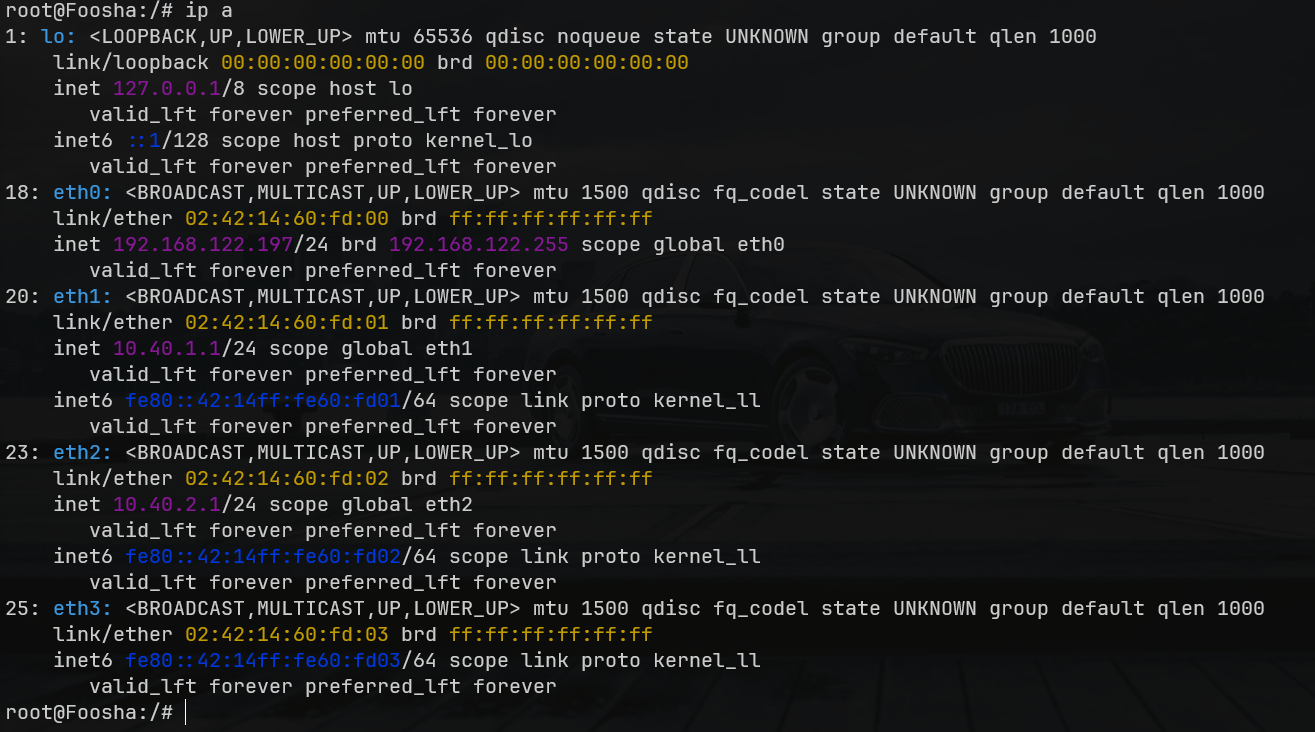 root@Foosha:/# ip a
1: lo: <LOOPBACK,UP,LOWER_UP> mtu 65536 qdisc noqueue state UNKNOWN group default qlen 1000
    link/loopback 00:00:00:00:00:00 brd 00:00:00:00:00:00
    inet 127.0.0.1/8 scope host lo
       valid_lft forever preferred_lft forever
    inet6 ::1/128 scope host proto kernel_lo
       valid_lft forever preferred_lft forever
18: eth0: <BROADCAST,MULTICAST,UP,LOWER_UP> mtu 1500 qdisc fq_codel state UNKNOWN group default qlen 1000
    link/ether 02:42:14:60:fd:00 brd ff:ff:ff:ff:ff:ff
    inet 192.168.122.197/24 brd 192.168.122.255 scope global eth0
       valid_lft forever preferred_lft forever
20: eth1: <BROADCAST,MULTICAST,UP,LOWER_UP> mtu 1500 qdisc fq_codel state UNKNOWN group default qlen 1000
    link/ether 02:42:14:60:fd:01 brd ff:ff:ff:ff:ff:ff
    inet 10.40.1.1/24 scope global eth1
       valid_lft forever preferred_lft forever
    inet6 fe80::42:14ff:fe60:fd01/64 scope link proto kernel_ll
       valid_lft forever preferred_lft forever
23: eth2: <BROADCAST,MULTICAST,UP,LOWER_UP> mtu 1500 qdisc fq_codel state UNKNOWN group default qlen 1000
    link/ether 02:42:14:60:fd:02 brd ff:ff:ff:ff:ff:ff
    inet 10.40.2.1/24 scope global eth2
       valid_lft forever preferred_lft forever
    inet6 fe80::42:14ff:fe60:fd02/64 scope link proto kernel_ll
       valid_lft forever preferred_lft forever
25: eth3: <BROADCAST,MULTICAST,UP,LOWER_UP> mtu 1500 qdisc fq_codel state UNKNOWN group default qlen 1000
    link/ether 02:42:14:60:fd:03 brd ff:ff:ff:ff:ff:ff
    inet6 fe80::42:14ff:fe60:fd03/64 scope link proto kernel_ll
       valid_lft forever preferred_lft forever
root@Foosha:/#